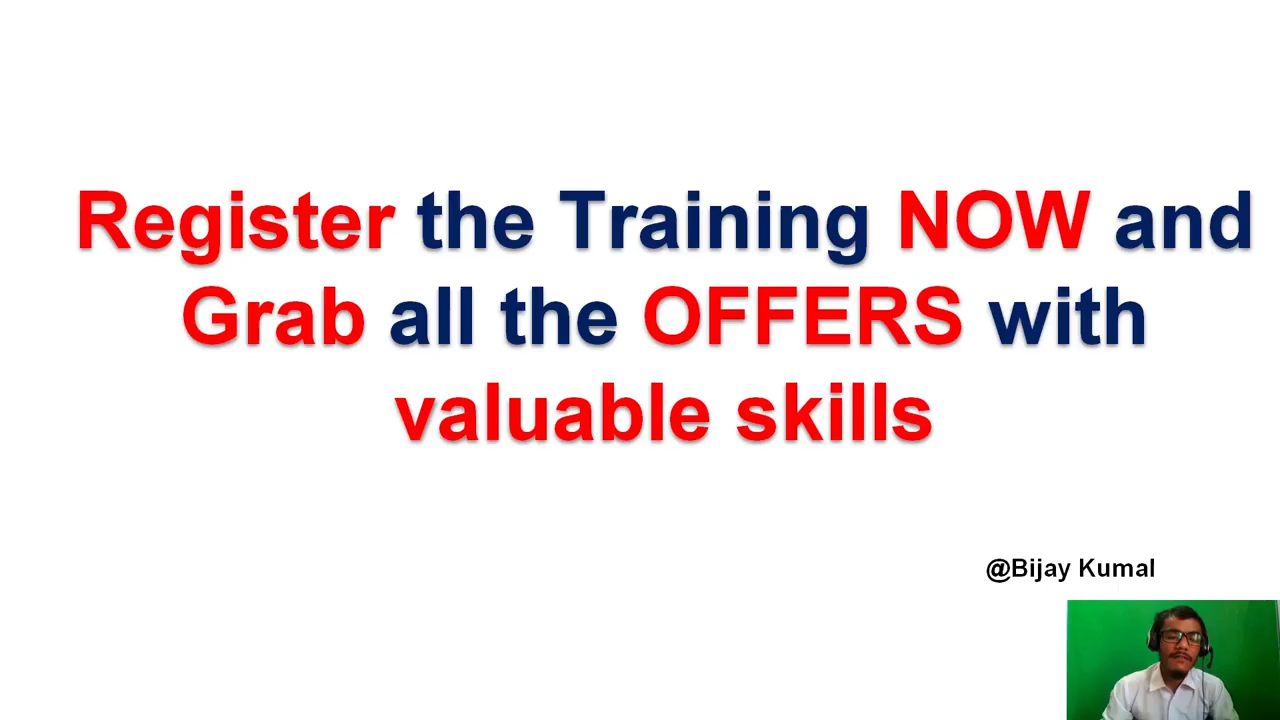 Register the Training NOW and
Grab all the OFFERS with
valuable skills
@Bijay Kumal